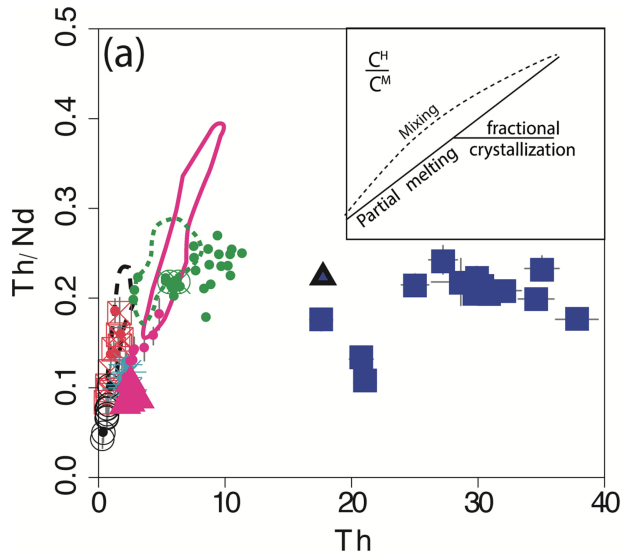 (a)
0.5
0.4
0.3
0.2
0.1
0.0
Th/ Nd
C^H
C^M
Mixing
Partial melting
fractional
crystallization
0 10 20 30 40
Th